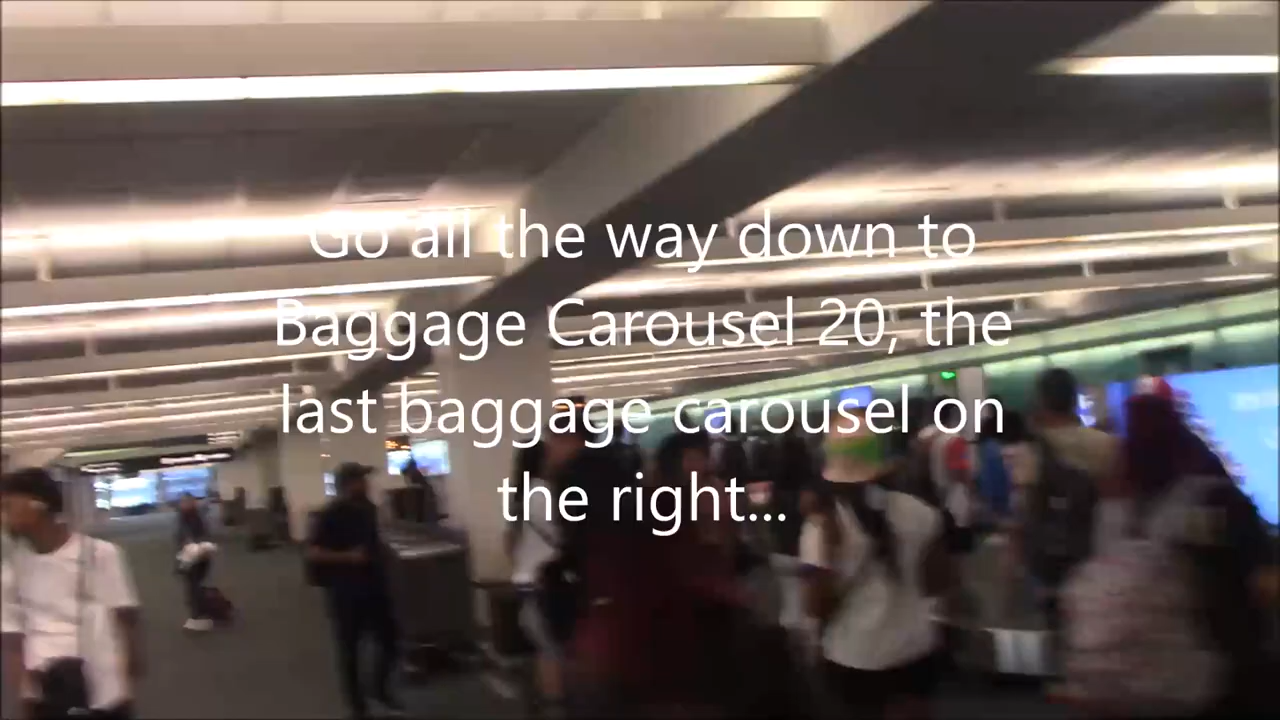 Go all the way down to
Baggage Carousel 20, the
last baggage carousel on
the right...